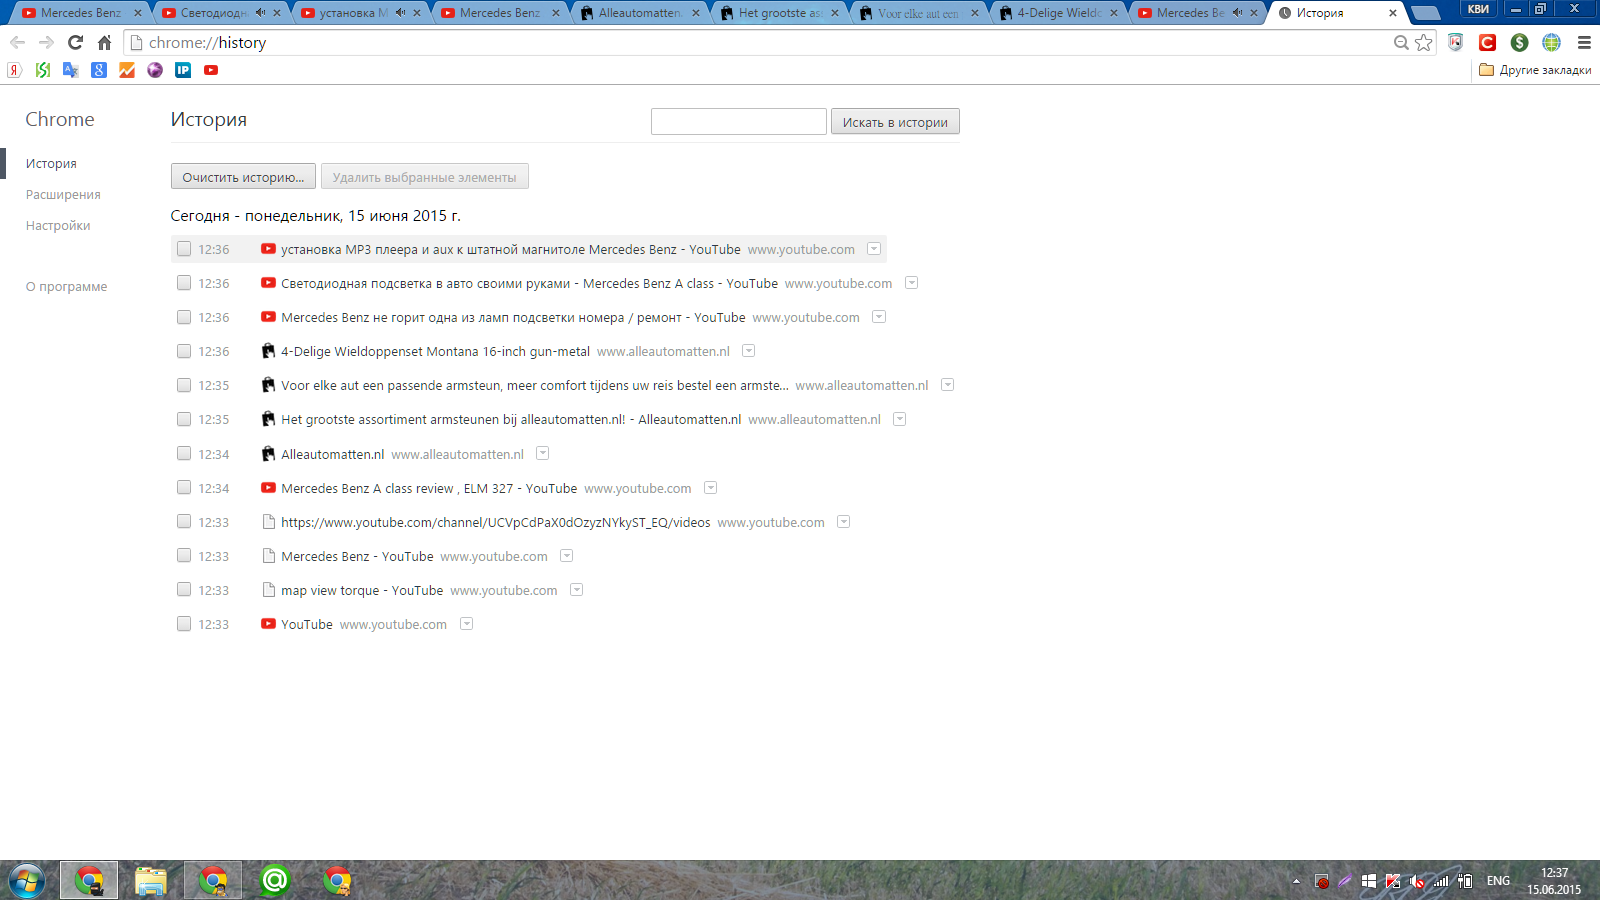 Mercedes Benz
Светодиодн
установка М
Mercedes Benz
Alleautomatten.
Het grootste as
Voor elke aut een
4-Delige Wieldo
Mercedes Be
История
КВИ
chrome://history
Я
IP
Другие закладки
Chrome
История
Искать в истории
История
Расширения
Настройки
О программе
Очистить историю...
Удалить выбранные элементы
Сегодня - понедельник, 15 июня 2015 г.
12:36 установка MP3 плеера и aux к штатной магнитоле Mercedes Benz - YouTube www.youtube.com
12:36 Светодиодная подсветка в авто своими руками - Mercedes Benz A class - YouTube www.youtube.com
12:36 Mercedes Benz не горит одна из ламп подсветки номера / ремонт - YouTube www.youtube.com
12:36 4-Delige Wieldoppenset Montana 16-inch gun-metal www.alleautomatten.nl
12:35 Voor elke aut een passende armsteun, meer comfort tijdens uw reis bestel een armste... www.alleautomatten.nl
12:35 Het grootste assortiment armsteunen bij alleautomatten.nl! - Alleautomatten.nl www.alleautomatten.nl
12:34 Alleautomatten.nl www.alleautomatten.nl
12:34 Mercedes Benz A class review , ELM 327 - YouTube www.youtube.com
12:33 https://www.youtube.com/channel/UCVpCdPaX0dOzyzNYkyST_EQ/videos www.youtube.com
12:33 Mercedes Benz - YouTube www.youtube.com
12:33 map view torque - YouTube www.youtube.com
12:33 YouTube www.youtube.com
ENG
12:37
15.06.2015